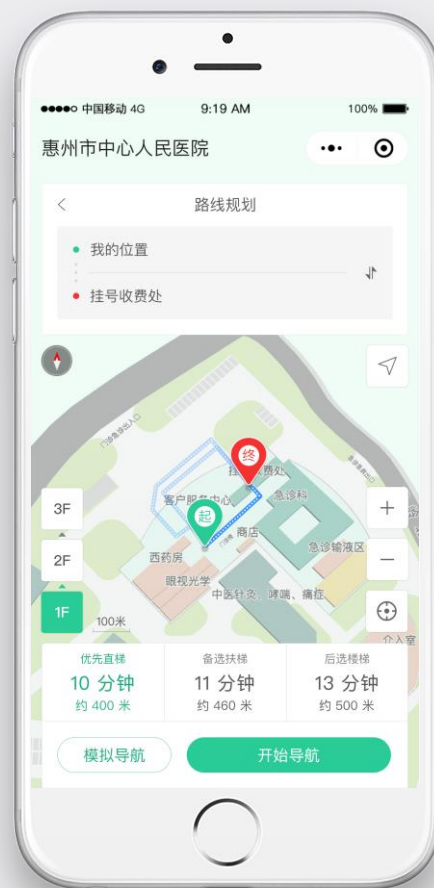 中国移动 4G 9:19 AM 100%
惠州市中心人民医院
路线规划
我的位置
挂号收费处
终
急诊科
客户服务中心
起
3F
商店
急诊输液区
2F
西药房
眼视光学
中医针灸、哮喘、痛症
1F
100米
介入室
优先直梯 备选扶梯 后选楼梯
10 分钟 11 分钟 13 分钟
约 400 米 约 460 米 约 500 米
模拟导航 开始导航